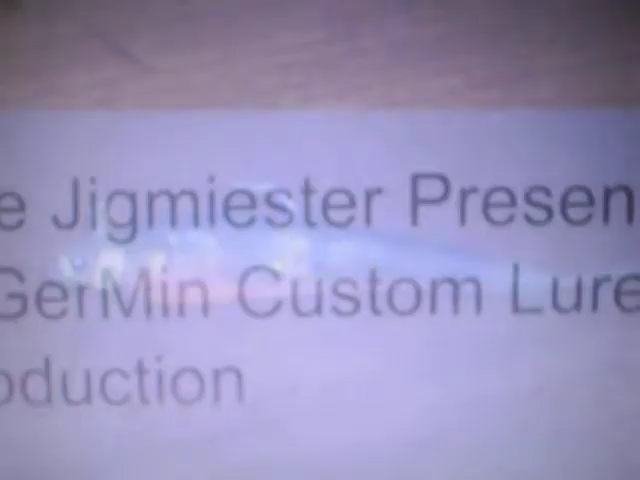 e Jigmiester Presen
GerMin Custom Lure
oduction